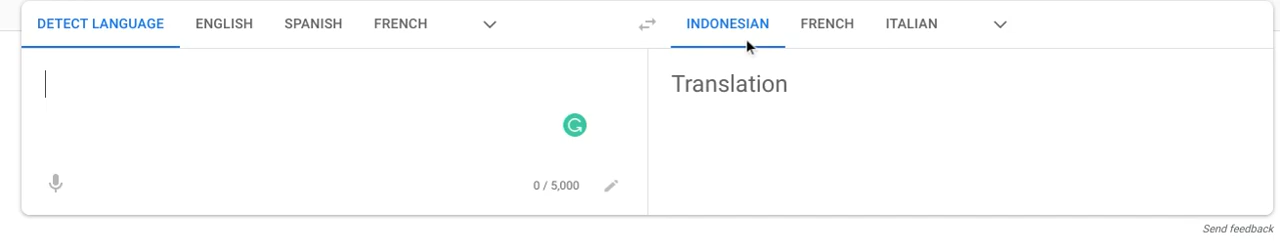 DETECT LANGUAGE ENGLISH SPANISH FRENCH INDONESIAN FRENCH ITALIAN
Translation
0 / 5,000
Send feedback